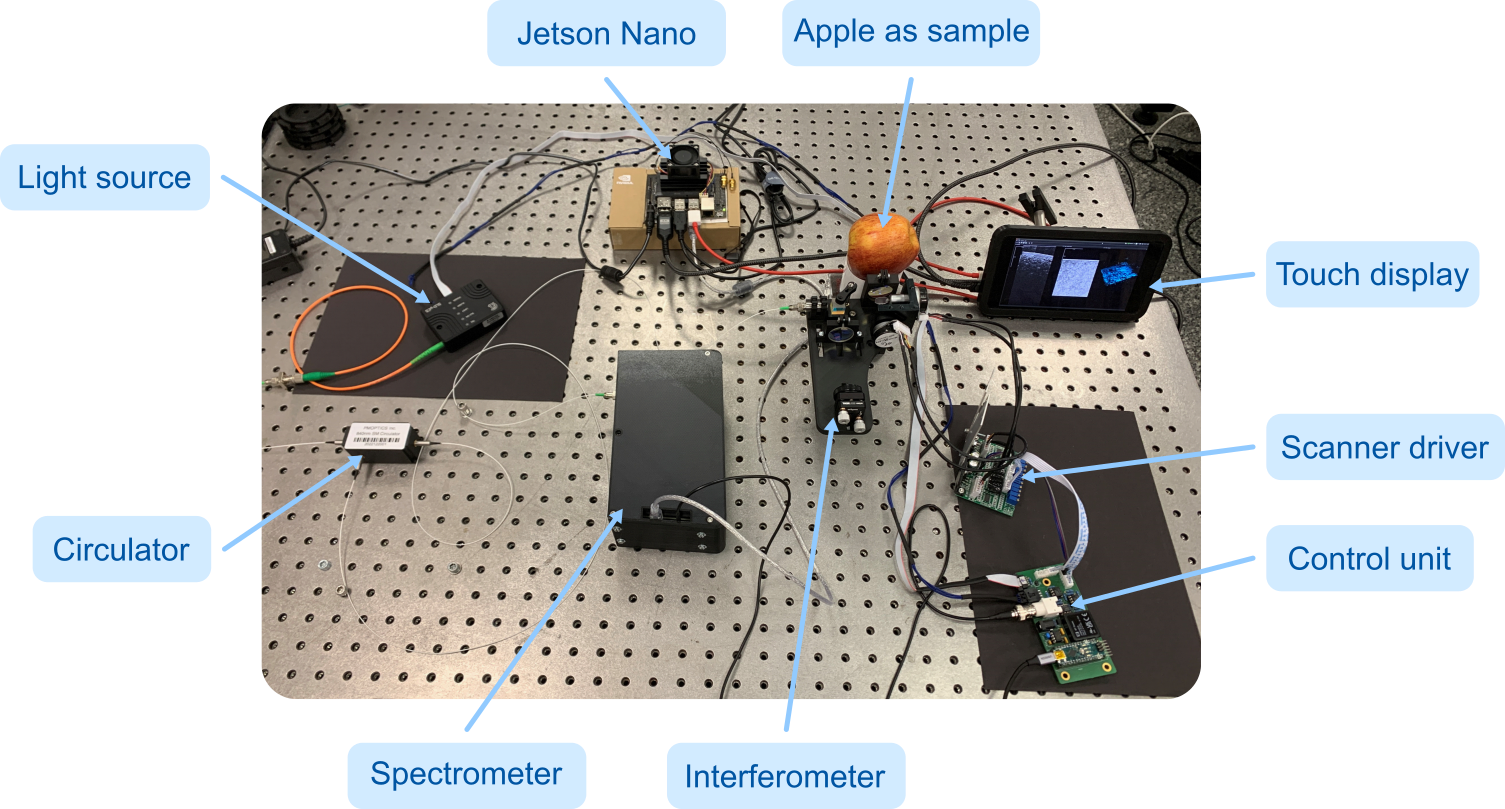 Jetson Nano
Apple as sample
Light source
Touch display
Scanner driver
Circulator
Control unit
Spectrometer
Interferometer